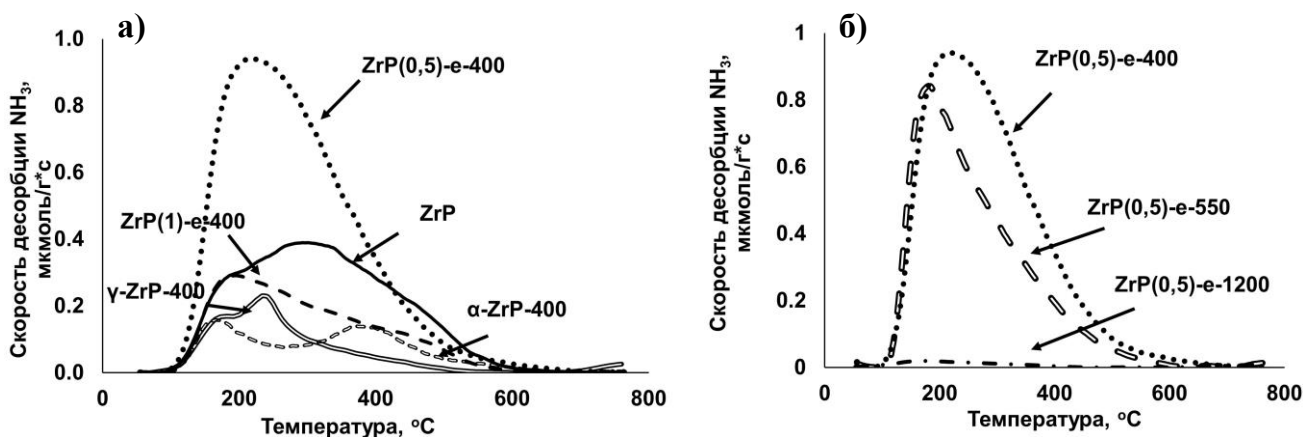 а)
Скорость десорбции NH3,
мкмоль/г*с
1.0
0.8
0.6
0.4
0.2
0.0
ZrP(0,5)-е-400
ZrP(1)-е-400
ZrP
γ-ZrP-400
α-ZrP-400
0
200
400
600
800
Температура, °С
б)
Скорость десорбции NH3,
мкмоль/г*с
1
0.8
0.6
0.4
0.2
0
ZrP(0,5)-е-400
ZrP(0,5)-е-550
ZrP(0,5)-е-1200
0
200
400
600
800
Температура, °С